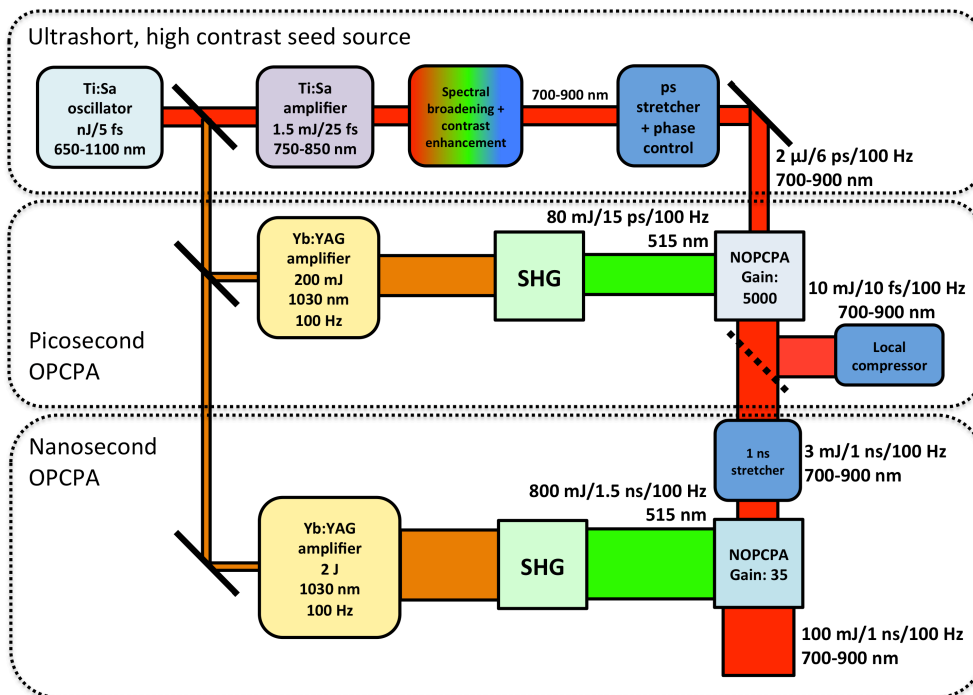 Ultrashort, high contrast seed source
Ti:Sa
oscillator
nJ/5 fs
650-1100 nm
Ti:Sa
amplifier
1.5 mJ/25 fs
750-850 nm
Spectral
broadening +
contrast
enhancement
700-900 nm
ps
stretcher
+ phase
control
2 µJ/6 ps/100 Hz
700-900 nm
Picosecond
OPCPA
Yb:YAG
amplifier
200 mJ
1030 nm
100 Hz
SHG
80 mJ/15 ps/100 Hz
515 nm
NOPCPA
Gain:
5000
10 mJ/10 fs/100 Hz
700-900 nm
Local
compressor
Nanosecond
OPCPA
1 ns
stretcher
3 mJ/1 ns/100 Hz
700-900 nm
Yb:YAG
amplifier
2 J
1030 nm
100 Hz
SHG
800 mJ/1.5 ns/100 Hz
515 nm
NOPCPA
Gain: 35
100 mJ/1 ns/100 Hz
700-900 nm